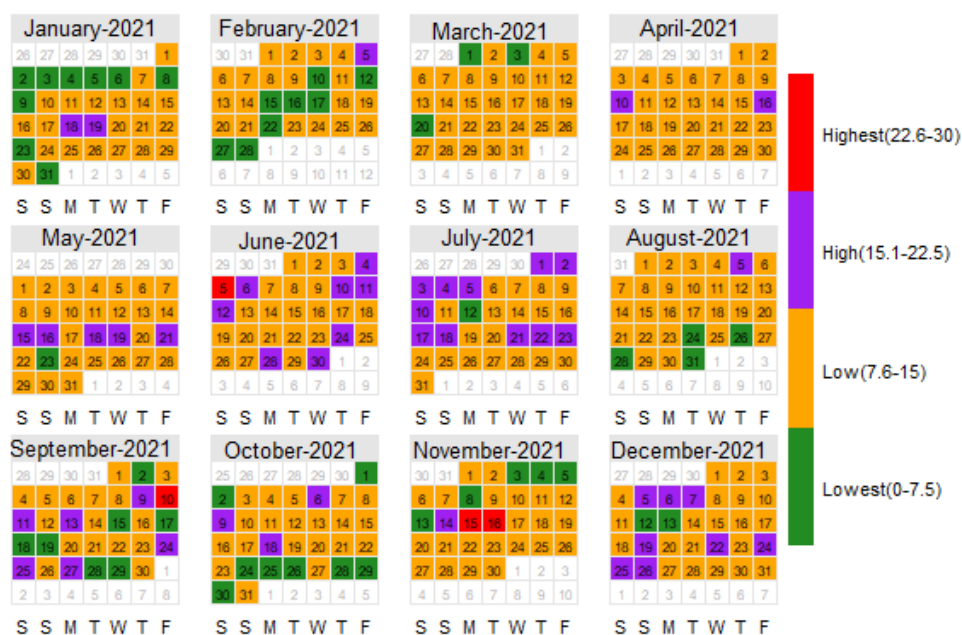 January-2021 February-2021 March-2021 April-2021
26 27 28 29 30 31 1 30 31 1 2 3 4 5 27 28 1 2 3 4 5 27 28 29 30 31 1 2
2 3 4 5 6 7 8 6 7 8 9 10 11 12 6 7 8 9 10 11 12 3 4 5 6 7 8 9
9 10 11 12 13 14 15 13 14 15 16 17 18 19 13 14 15 16 17 18 19 10 11 12 13 14 15 16
16 17 18 19 20 21 22 20 21 22 23 24 25 26 20 21 22 23 24 25 26 17 18 19 20 21 22 23
23 24 25 26 27 28 29 27 28 1 2 3 4 5 27 28 29 30 31 1 2 24 25 26 27 28 29 30
30 31 1 2 3 4 5 6 7 8 9 10 11 12 3 4 5 6 7 8 9 1 2 3 4 5 6 7
S S M T W T F S S M T W T F S S M T W T F S S M T W T F
May-2021 June-2021 July-2021 August-2021
24 25 26 27 28 29 30 29 30 31 1 2 3 4 26 27 28 29 30 1 2 31 1 2 3 4 5 6
1 2 3 4 5 6 7 5 6 7 8 9 10 11 3 4 5 6 7 8 9 7 8 9 10 11 12 13
8 9 10 11 12 13 14 12 13 14 15 16 17 18 10 11 12 13 14 15 16 14 15 16 17 18 19 20
15 16 17 18 19 20 21 19 20 21 22 23 24 25 17 18 19 20 21 22 23 21 22 23 24 25 26 27
22 23 24 25 26 27 28 26 27 28 29 30 1 2 24 25 26 27 28 29 30 28 29 30 31 1 2 3
29 30 31 1 2 3 4 3 4 5 6 7 8 9 31 1 2 3 4 5 6 4 5 6 7 8 9 10
S S M T W T F S S M T W T F S S M T W T F S S M T W T F
September-2021 October-2021 November-2021 December-2021
28 29 30 31 1 2 3 25 26 27 28 29 30 1 30 31 1 2 3 4 5 27 28 29 30 1 2 3
4 5 6 7 8 9 10 2 3 4 5 6 7 8 6 7 8 9 10 11 12 4 5 6 7 8 9 10
11 12 13 14 15 16 17 9 10 11 12 13 14 15 13 14 15 16 17 18 19 11 12 13 14 15 16 17
18 19 20 21 22 23 24 16 17 18 19 20 21 22 20 21 22 23 24 25 26 18 19 20 21 22 23 24
25 26 27 28 29 30 1 23 24 25 26 27 28 29 27 28 29 30 1 2 3 25 26 27 28 29 30 31
2 3 4 5 6 7 8 30 31 1 2 3 4 5 4 5 6 7 8 9 10 1 2 3 4 5 6 7
S S M T W T F S S M T W T F S S M T W T F S S M T W T F
Highest(22.6-30)
High(15.1-22.5)
Low(7.6-15)
Lowest(0-7.5)